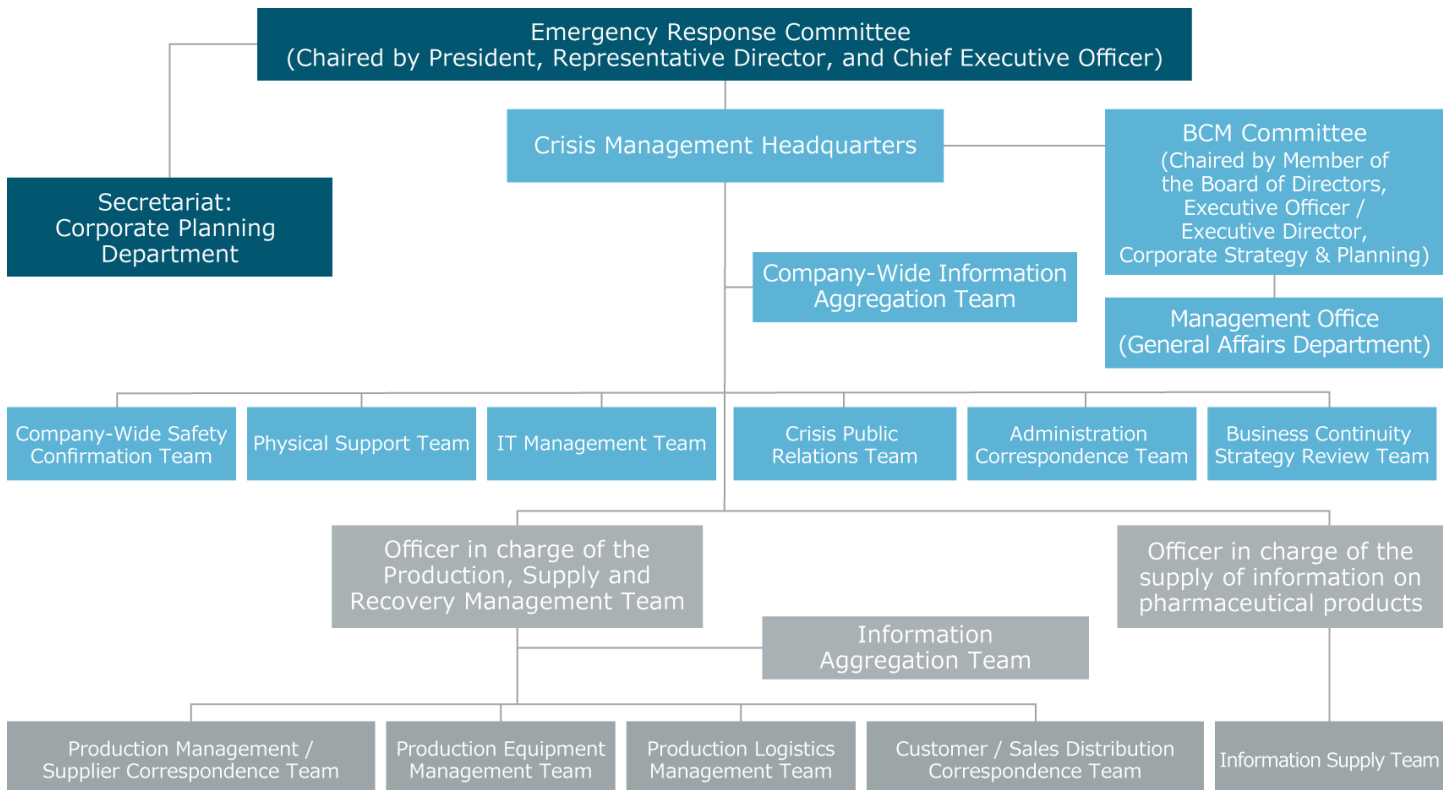 Emergency Response Committee
(Chaired by President, Representative Director, and Chief Executive Officer)
Crisis Management Headquarters
BCM Committee
(Chaired by Member of
the Board of Directors,
Executive Officer /
Executive Director,
Corporate Strategy & Planning)
Secretariat:
Corporate Planning
Department
Company-Wide Information
Aggregation Team
Management Office
(General Affairs Department)
Company-Wide Safety
Confirmation Team
Physical Support Team
IT Management Team
Crisis Public
Relations Team
Administration
Correspondence Team
Business Continuity
Strategy Review Team
Officer in charge of the
Production, Supply and
Recovery Management Team
Officer in charge of the
supply of information on
pharmaceutical products
Information
Aggregation Team
Production Management /
Supplier Correspondence Team
Production Equipment
Management Team
Production Logistics
Management Team
Customer / Sales Distribution
Correspondence Team
Information Supply Team